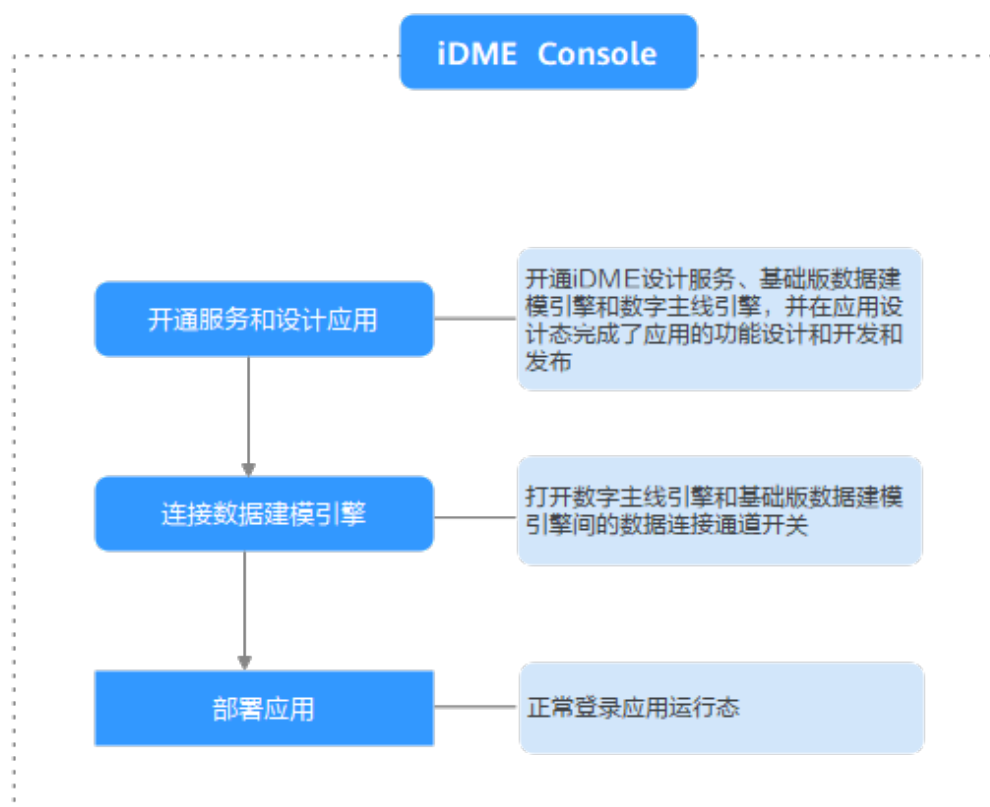 iDME Console
开通服务和设计应用
开通iDME设计服务、基础版数据建
模引擎和数字主线引擎，并在应用设
计态完成了应用的功能设计和开发和
发布
连接数据建模引擎
打开数字主线引擎和基础版数据建模
引擎间的数据连接通道开关
部署应用
正常登录应用运行态